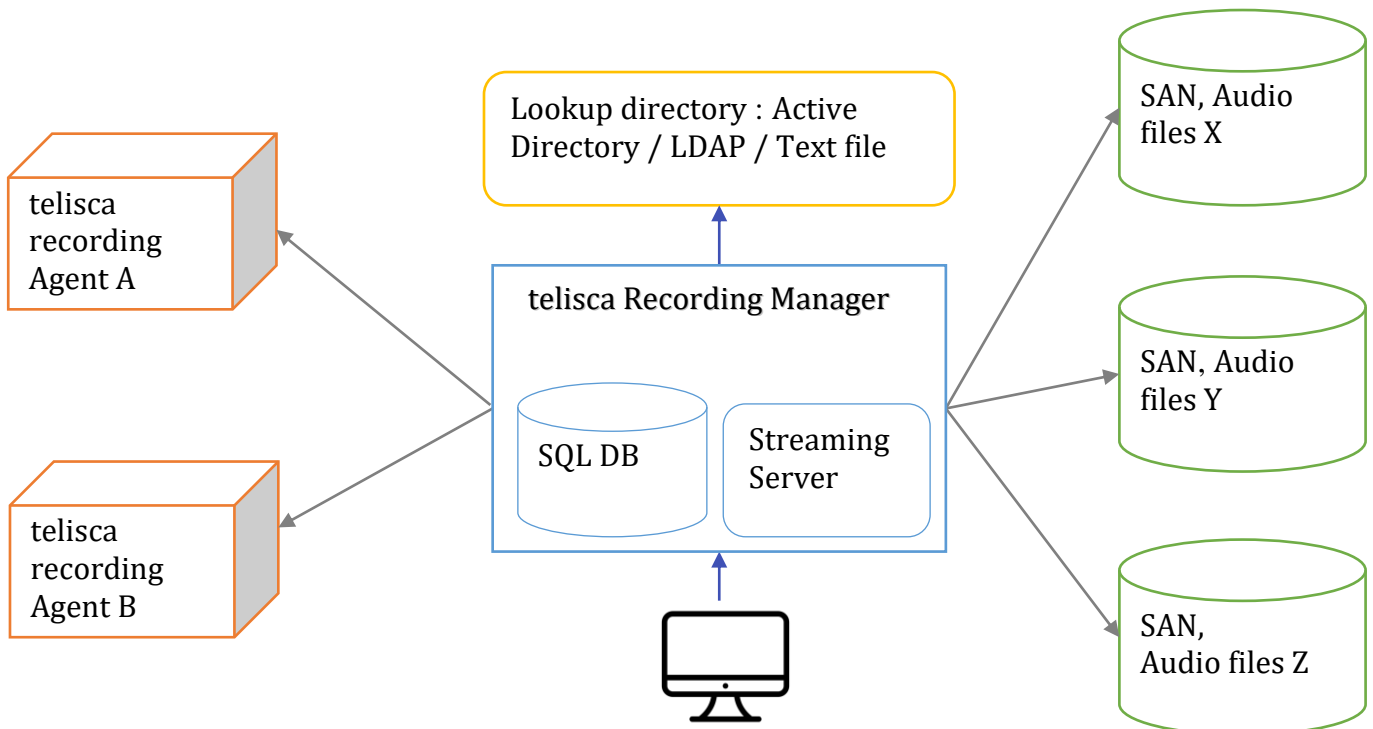 Lookup directory : Active
Directory / LDAP / Text file
SAN, Audio
files X
telisca
recording
Agent A
telisca Recording Manager
SAN, Audio
files Y
SQL DB
Streaming
Server
telisca
recording
Agent B
SAN,
Audio files Z